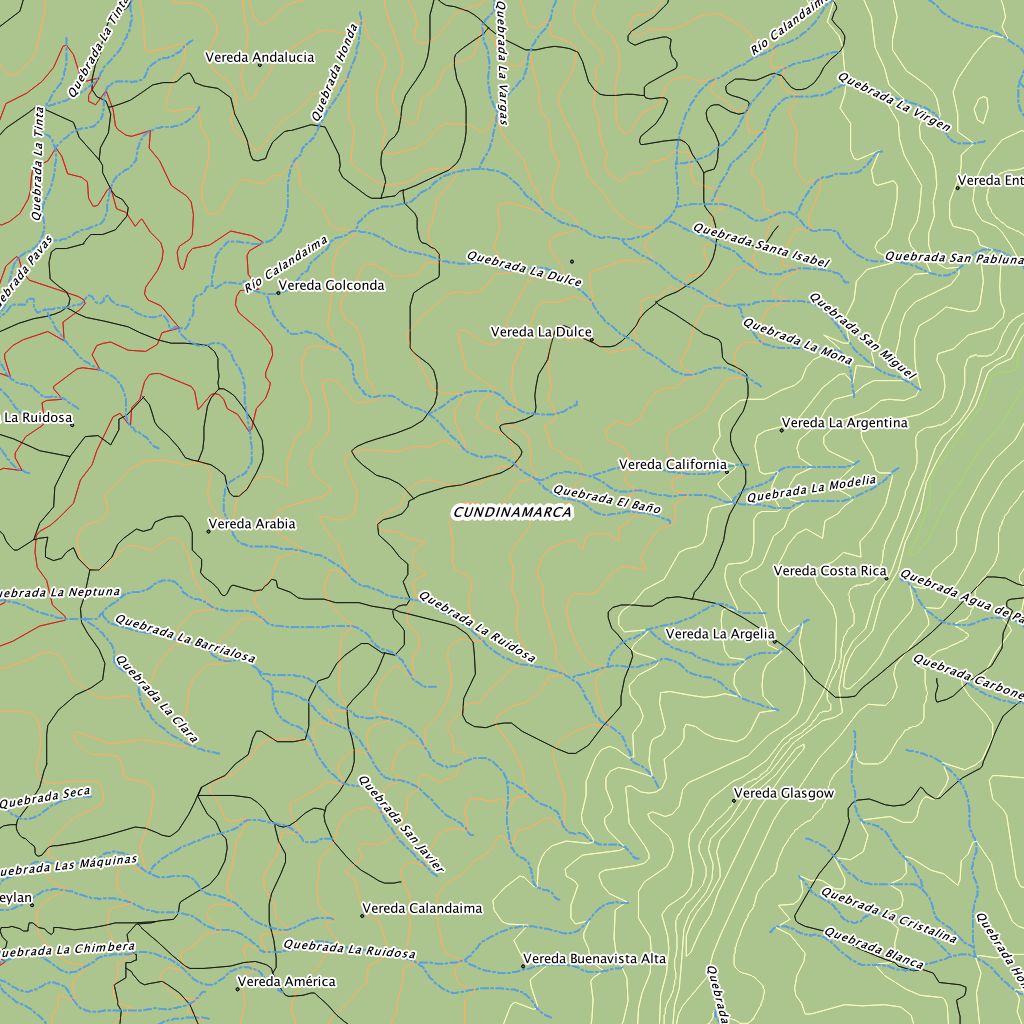 Quebrada La Tinta
Vereda Andalucia
Quebrada Honda
Quebrada La Vargas
Río Calandaima
Quebrada La Virgen
Quebrada La Tinta
Vereda Ent
Quebrada Pavas
Río Calandaima
Quebrada La Dulce
Quebrada Santa Isabel
Quebrada San Pabluna
Vereda Golconda
Vereda La Dulce
Quebrada La Mona
Quebrada San Miguel
La Ruidosa
Vereda La Argentina
Vereda California
Quebrada La Modelia
Quebrada El Baño
CUNDINAMARCA
Vereda Arabia
Vereda Costa Rica
Quebrada Agua de Pa
uebrada La Neptuna
Quebrada La Ruidosa
Quebrada La Barrialosa
Vereda La Argelia
Quebrada La Clara
Quebrada Carbone
Quebrada Seca
Quebrada San Javier
Vereda Glasgow
uebrada Las Máquinas
eylan
Vereda Calandaima
Quebrada La Cristalina
Quebrada La Chimbera
Quebrada La Ruidosa
Quebrada Blanca
Quebrada Hon
Vereda Buenavista Alta
Vereda América
Quebrada